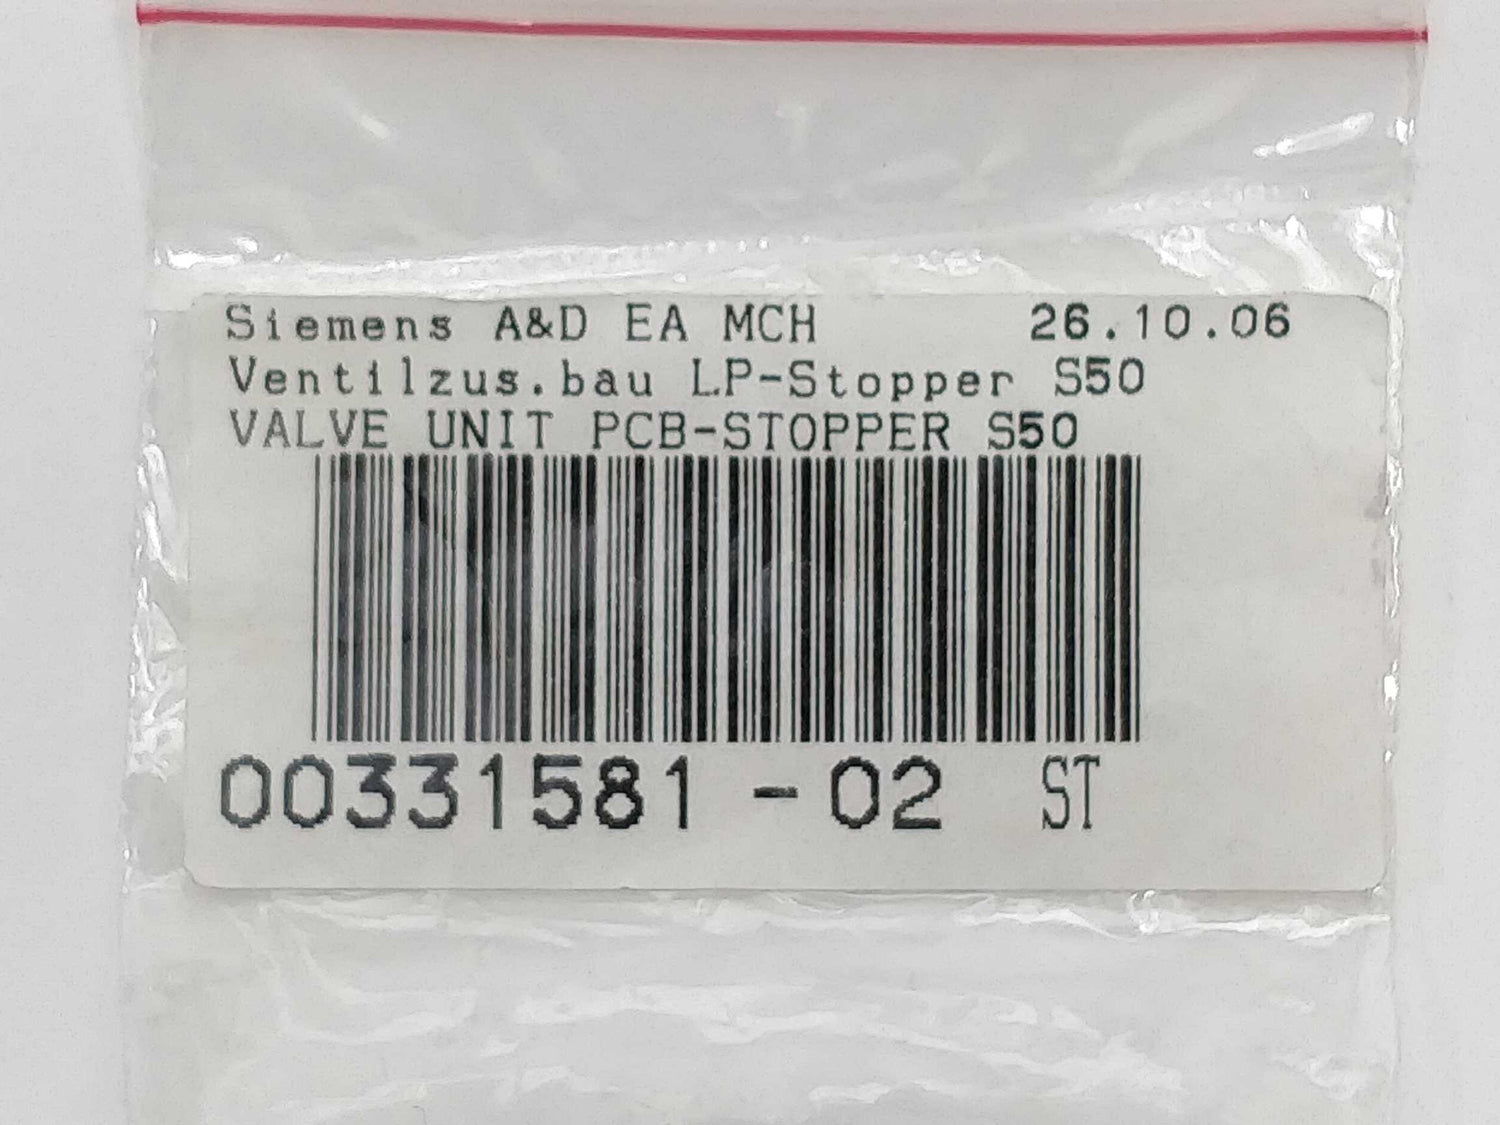 Siemens A&D EA MCH 26.10.06
Ventilzus.bau LP-Stopper S50
VALVE UNIT PCB-STOPPER S50
00331581 -02 ST